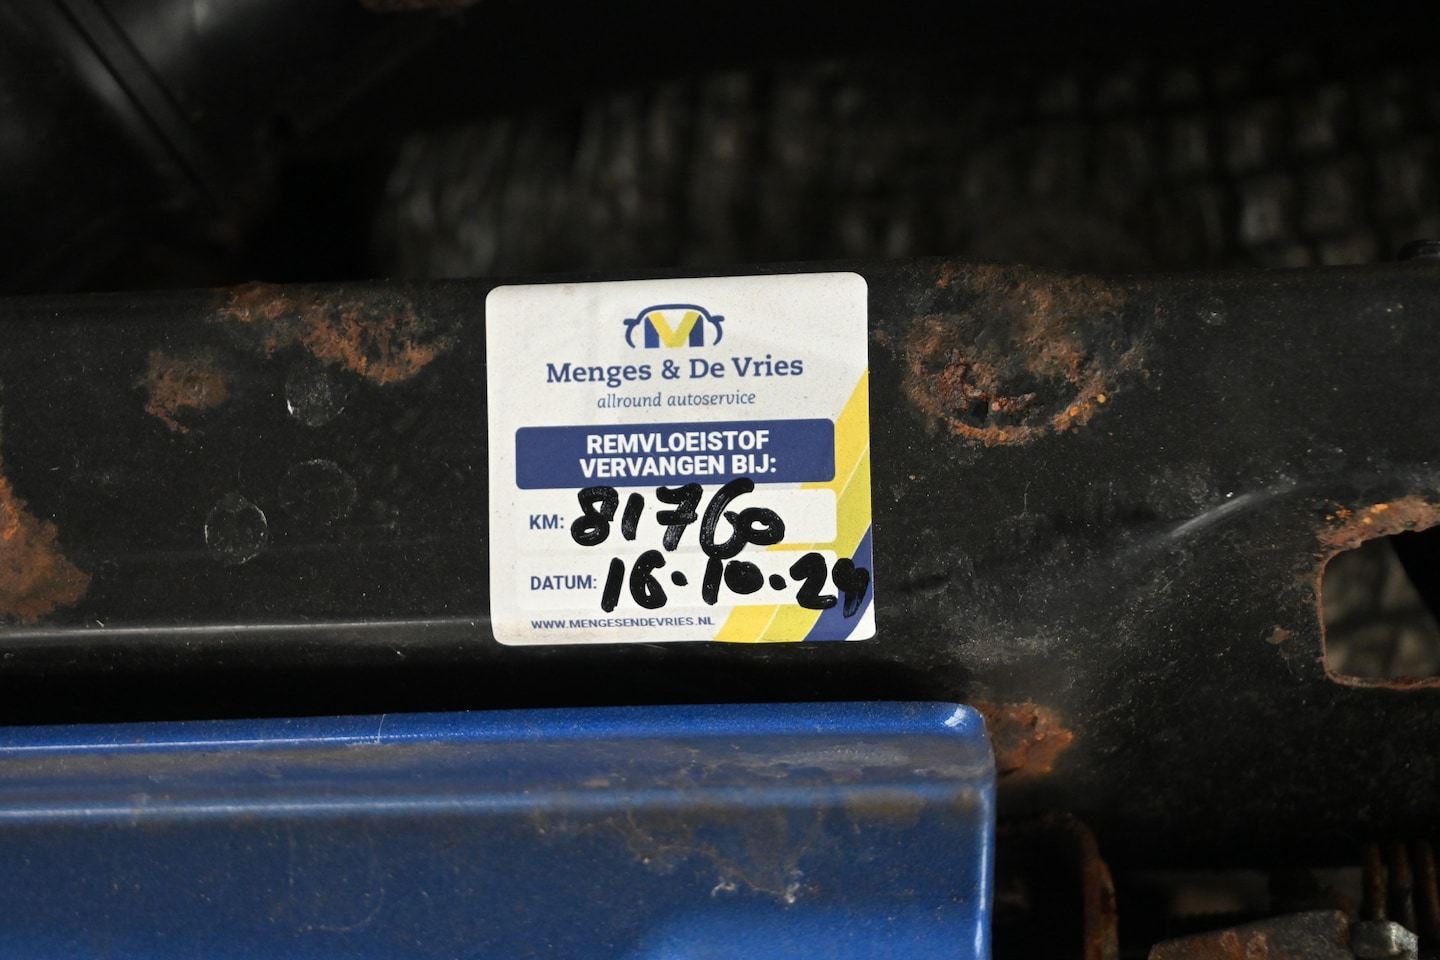 Menges & De Vries
allround autoservice
REMVLOEISTOF
VERVANGEN BIJ:
KM: 81760
DATUM: 16.10.24
WWW.MENGESENDEVRIES.NL